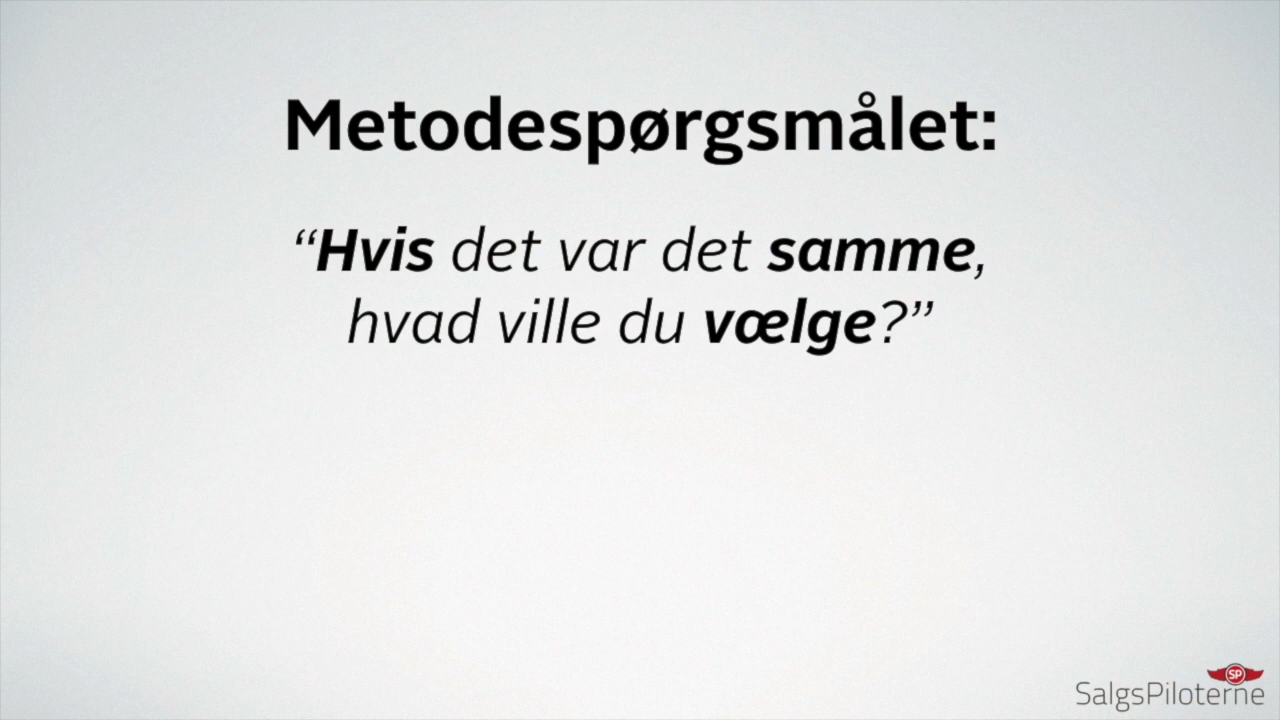 Metodespørgsmålet:
“Hvis det var det samme,
hvad ville du vælge?”
SP
SalgsPiloterne